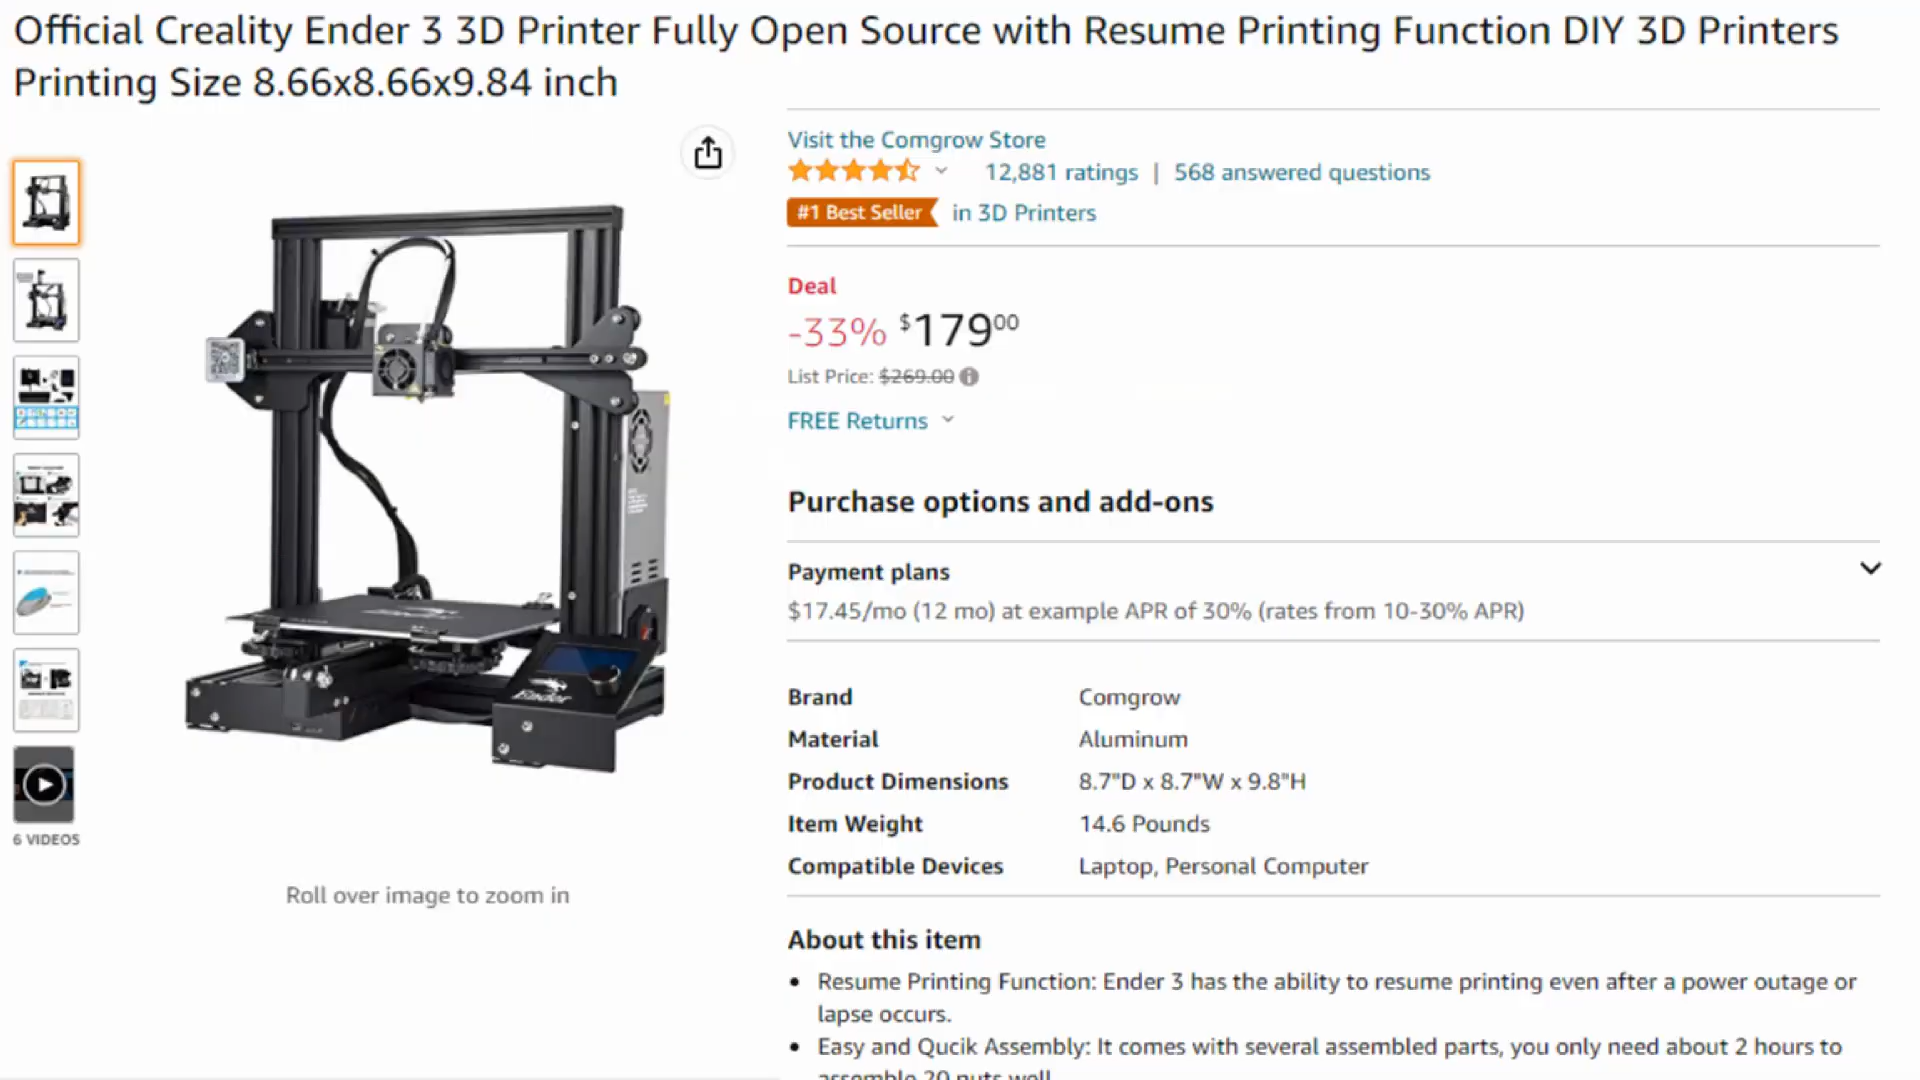 Official Creality Ender 3 3D Printer Fully Open Source with Resume Printing Function DIY 3D Printers
Printing Size 8.66x8.66x9.84 inch
Visit the Comgrow Store
12,881 ratings | 568 answered questions
#1 Best Seller in 3D Printers
Deal
-33% $17900
List Price: $269.00
FREE Returns
Purchase options and add-ons
Payment plans
$17.45/mo (12 mo) at example APR of 30% (rates from 10-30% APR)
Brand Comgrow
Material Aluminum
Product Dimensions 8.7"D x 8.7"W x 9.8"H
Item Weight 14.6 Pounds
Compatible Devices Laptop, Personal Computer
About this item
• Resume Printing Function: Ender 3 has the ability to resume printing even after a power outage or
lapse occurs.
• Easy and Qucik Assembly: It comes with several assembled parts, you only need about 2 hours to
assemble 20 nuts well.
Ender
6 VIDEOS
Roll over image to zoom in